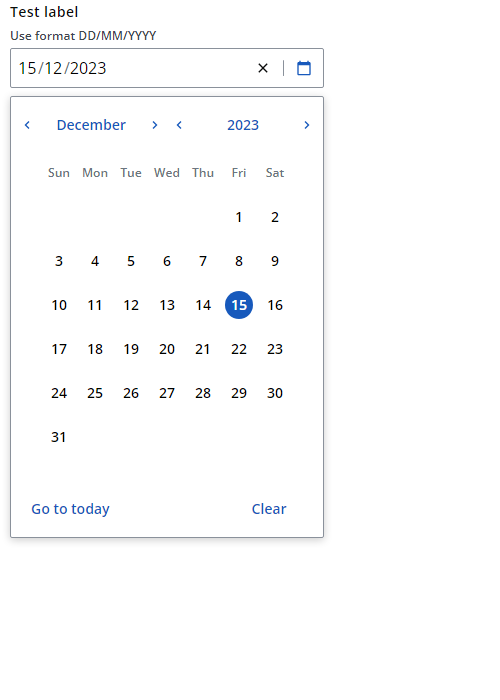 Test label
Use format DD/MM/YYYY
15/12/2023
December 2023
Sun Mon Tue Wed Thu Fri Sat
1 2
3 4 5 6 7 8 9
10 11 12 13 14 15 16
17 18 19 20 21 22 23
24 25 26 27 28 29 30
31
Go to today Clear